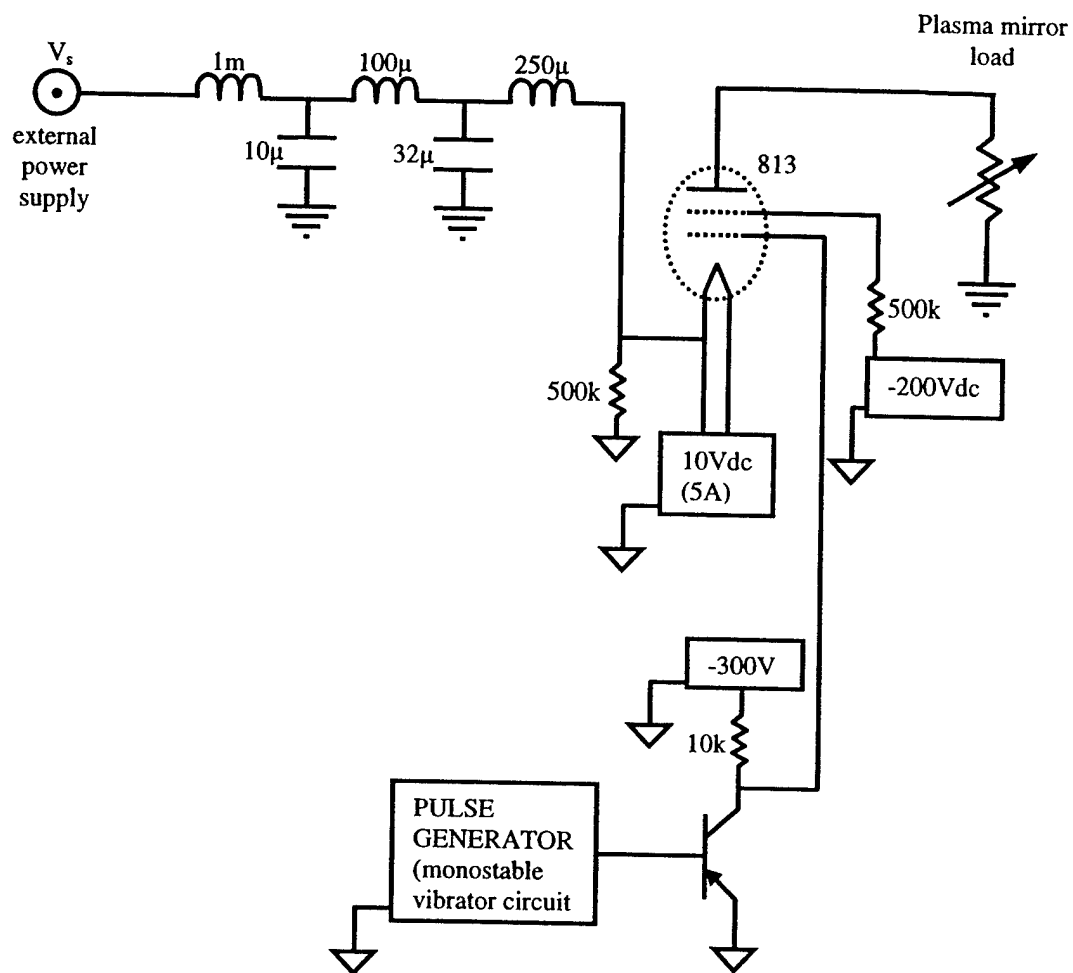 Plasma mirror
load
V_s
1m
100μ
250μ
external
power
supply
10μ
32μ
813
500k
500k
-200Vdc
10Vdc
(5A)
-300V
10k
PULSE
GENERATOR
(monostable
vibrator circuit